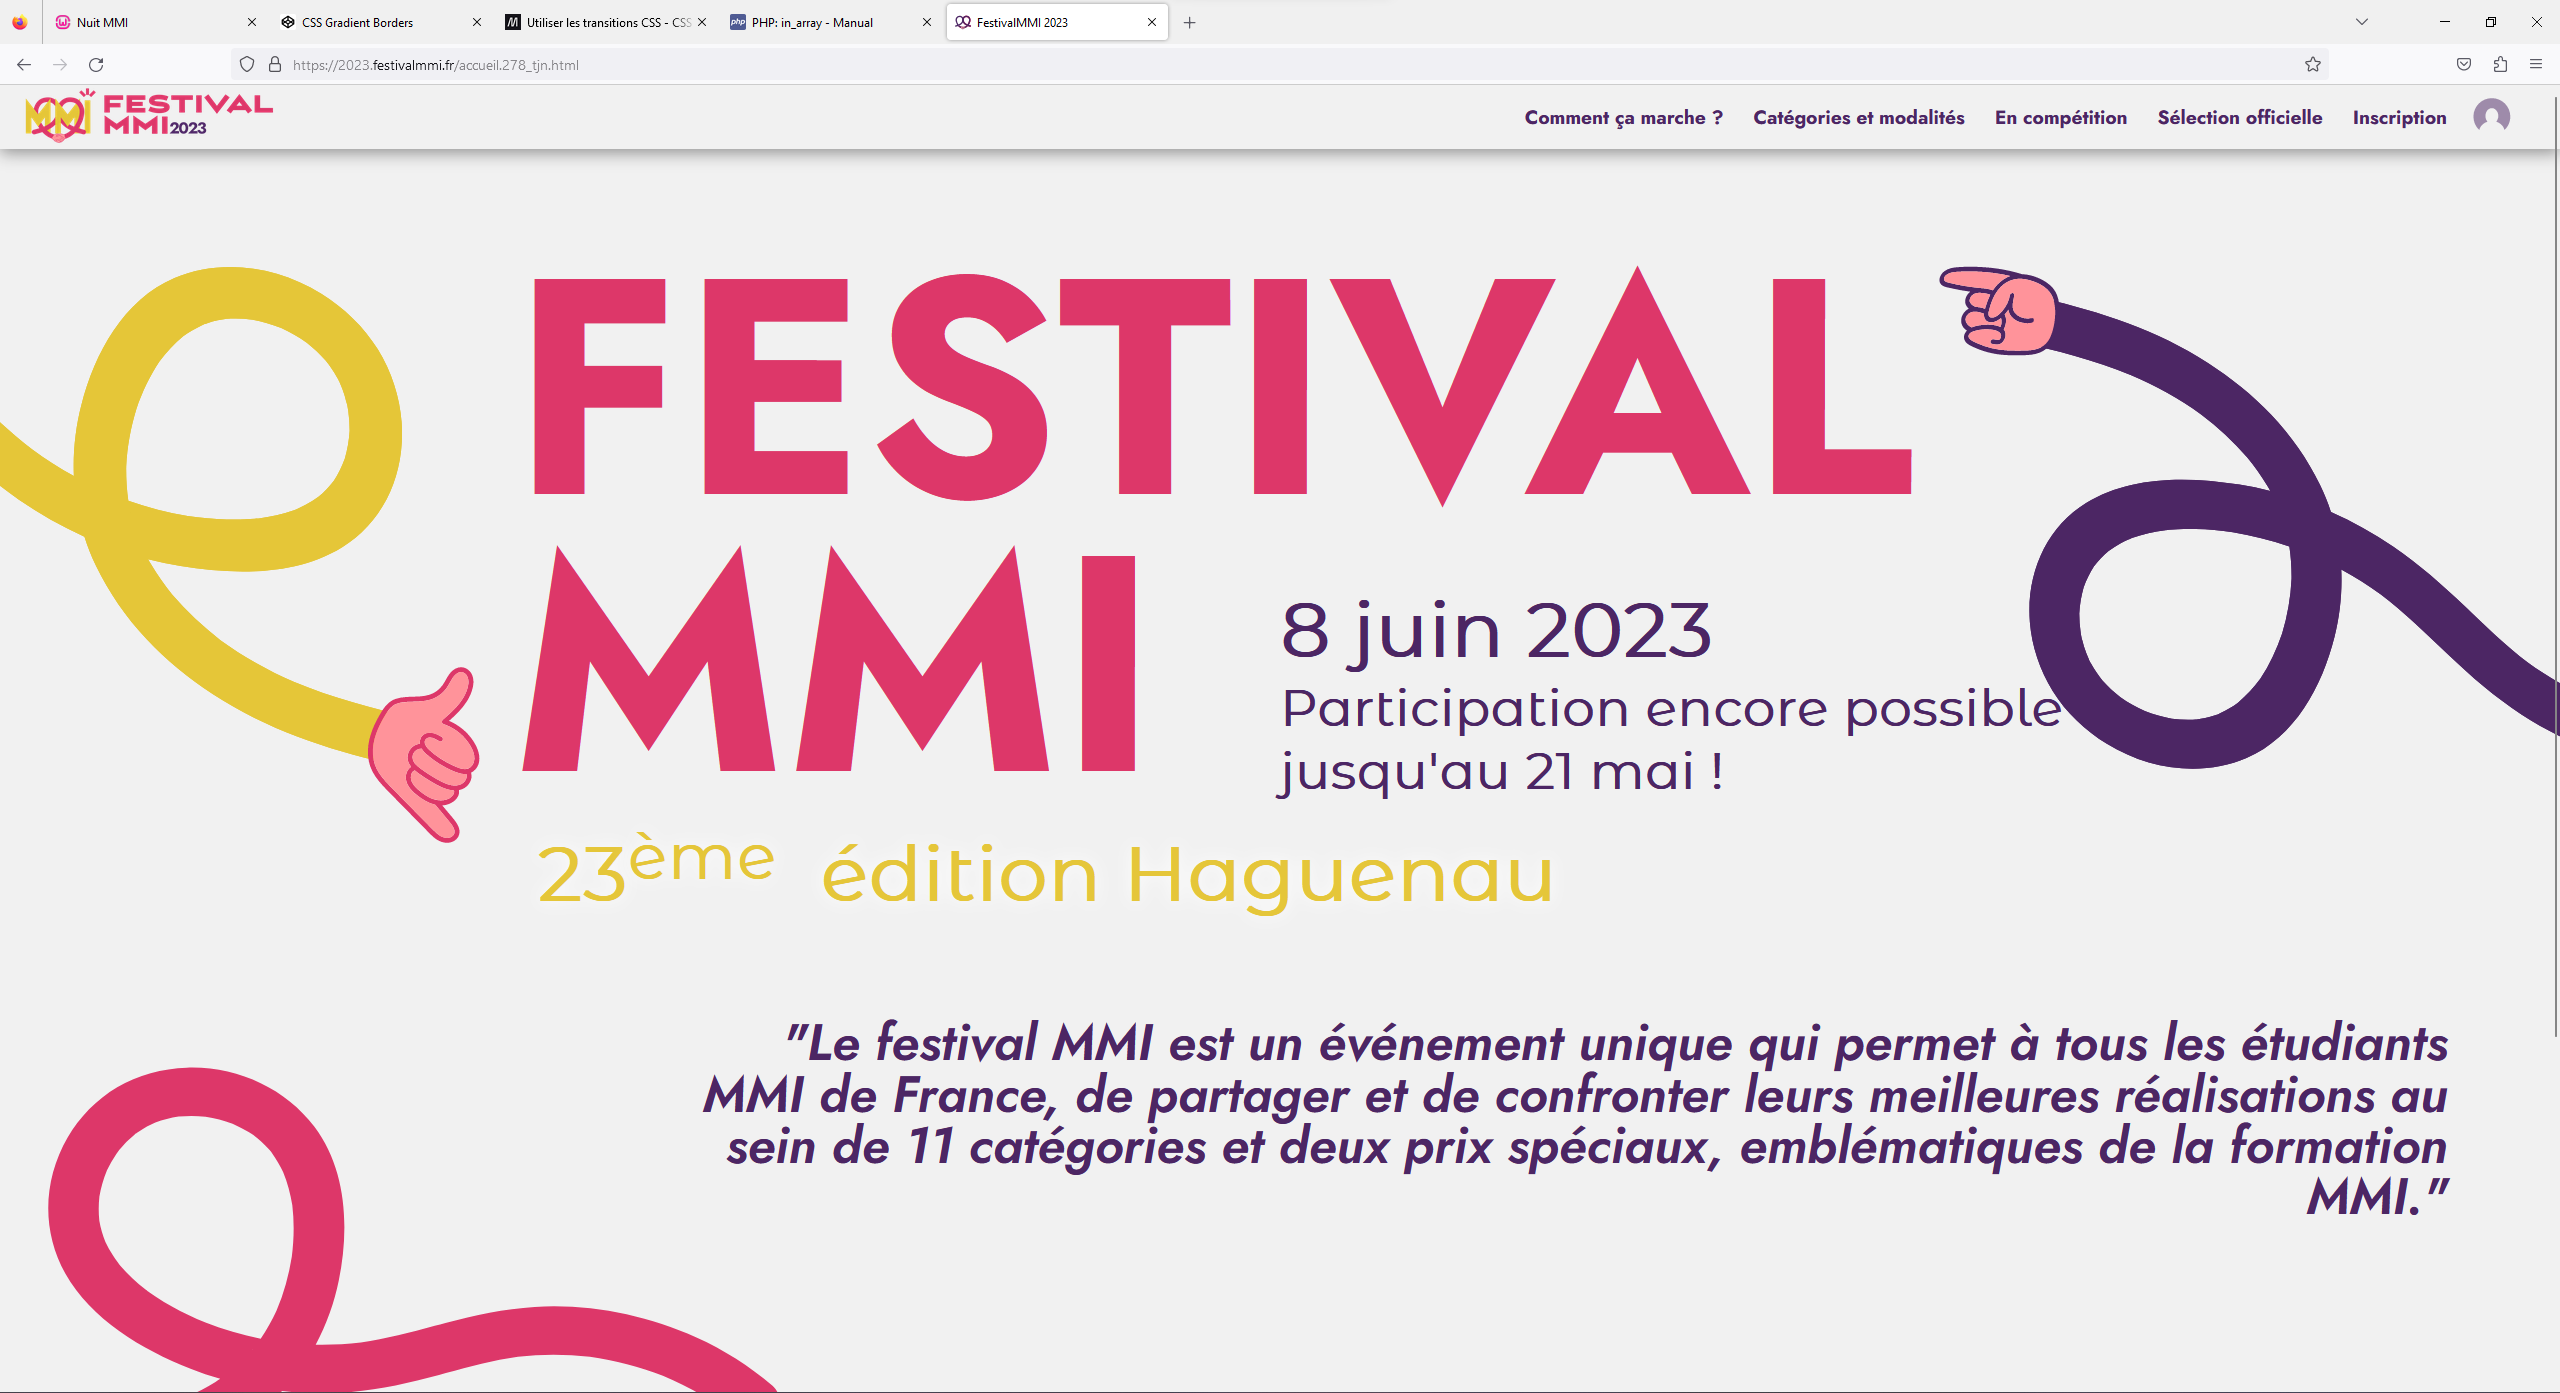 Nuit MMI
CSS Gradient Borders
Utiliser les transitions CSS - CSS
PHP: in_array - Manual
FestivalMMI 2023
https://2023.festivalmmi.fr/accueil.278_tjn.html
MMI FESTIVAL
MMI2023
Comment ça marche ?
Catégories et modalités
En compétition
Sélection officielle
Inscription
FESTIVAL
MMI
8 juin 2023
Participation encore possible
jusqu'au 21 mai !
23ème édition Haguenau
"Le festival MMI est un événement unique qui permet à tous les étudiants
MMI de France, de partager et de confronter leurs meilleures réalisations au
sein de 11 catégories et deux prix spéciaux, emblématiques de la formation
MMI."